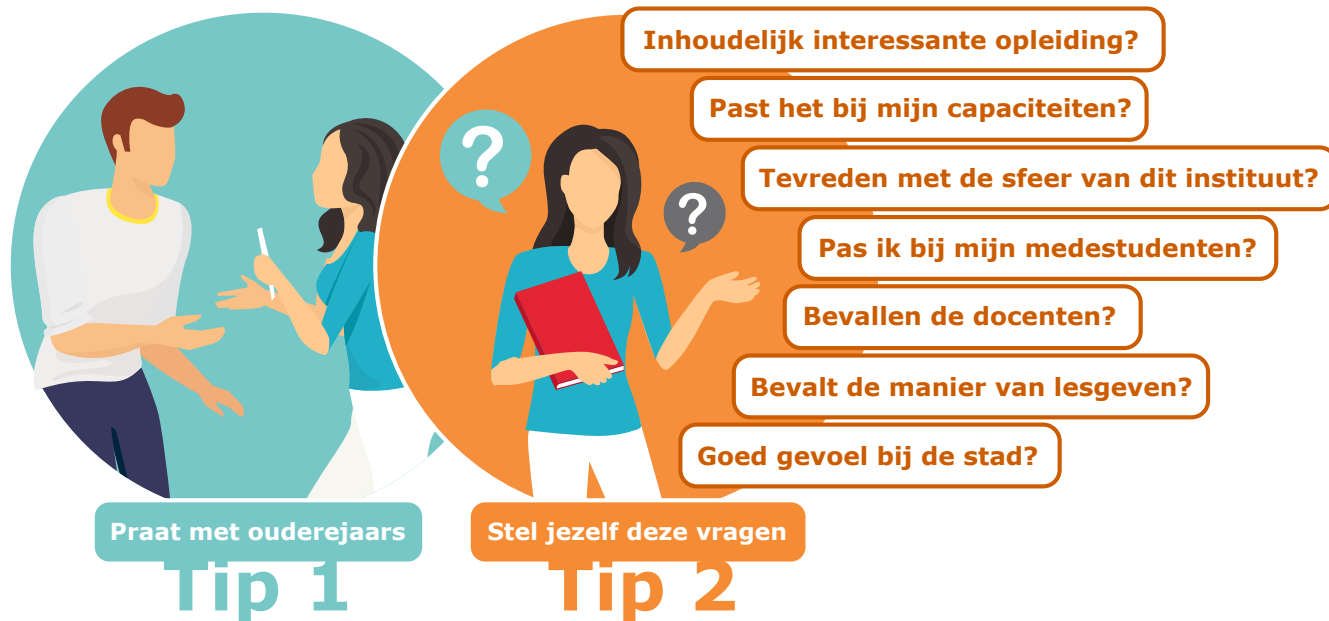 Inhoudelijk interessante opleiding?
Past het bij mijn capaciteiten?
Tevreden met de sfeer van dit instituut?
Pas ik bij mijn medestudenten?
Bevallen de docenten?
Bevalt de manier van lesgeven?
Goed gevoel bij de stad?
?
?
Praat met ouderejaars
Tip 1
Stel jezelf deze vragen
Tip 2